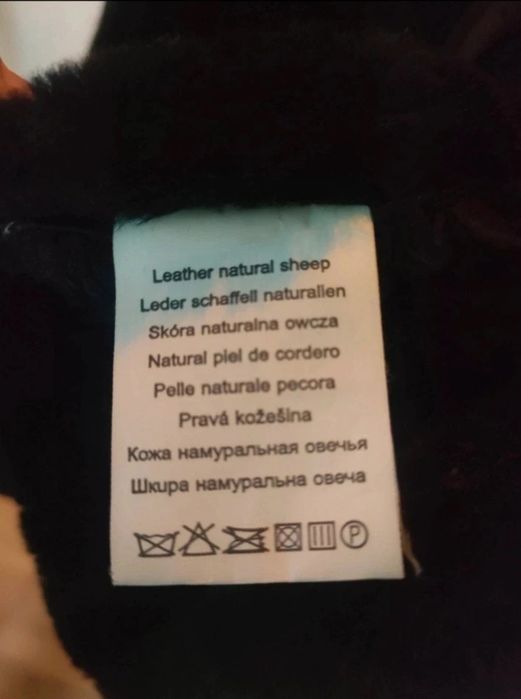 Leather natural sheep
Leder schaffell naturalien
Skóra naturalna owcza
Natural piel de cordero
Pelle naturale pecora
Pravá kožešina
Кожа намуральная овечья
Шкира намуральна овеча
P